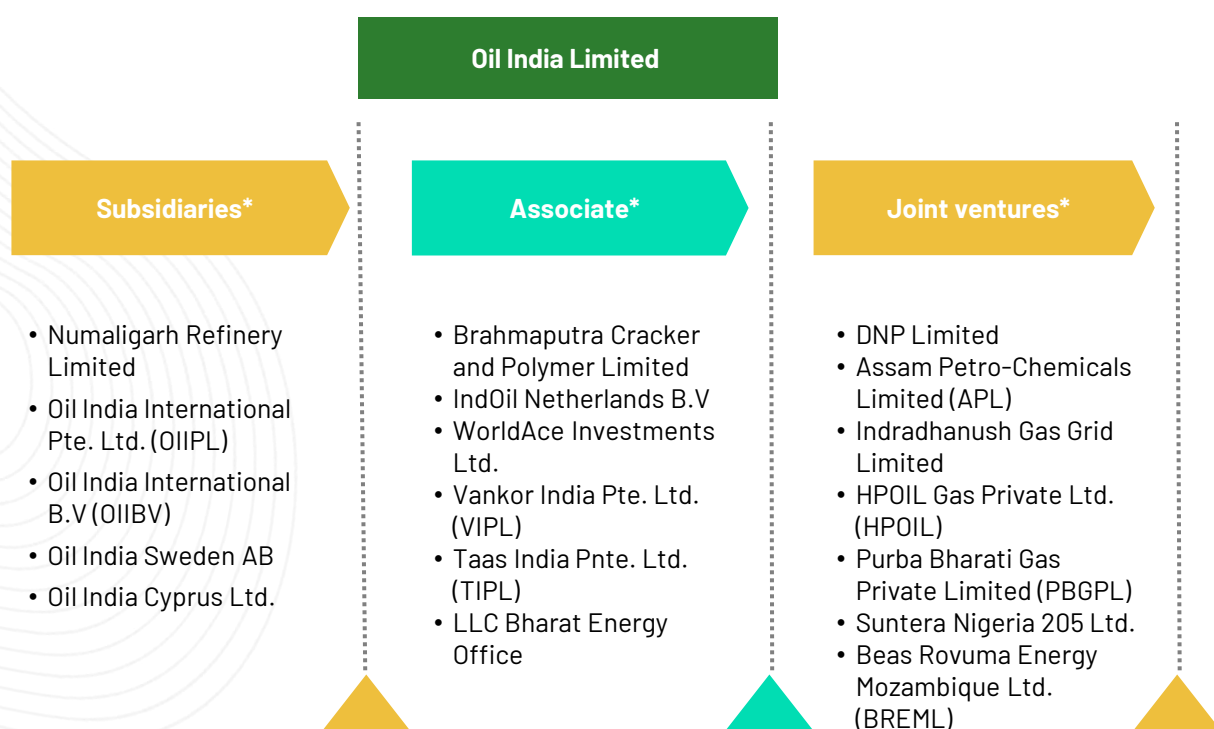 Oil India Limited
Subsidiaries*
• Numaligarh Refinery
Limited
• Oil India International
Pte. Ltd. (OIIPL)
• Oil India International
B.V (OIIBV)
• Oil India Sweden AB
• Oil India Cyprus Ltd.
Associate*
• Brahmaputra Cracker
and Polymer Limited
• IndOil Netherlands B.V
• WorldAce Investments
Ltd.
• Vankor India Pte. Ltd.
(VIPL)
• Taas India Pnte. Ltd.
(TIPL)
• LLC Bharat Energy
Office
Joint ventures*
• DNP Limited
• Assam Petro-Chemicals
Limited (APL)
• Indradhanush Gas Grid
Limited
• HPOIL Gas Private Ltd.
(HPOIL)
• Purba Bharati Gas
Private Limited (PBGPL)
• Suntera Nigeria 205 Ltd.
• Beas Rovuma Energy
Mozambique Ltd.
(BREML)